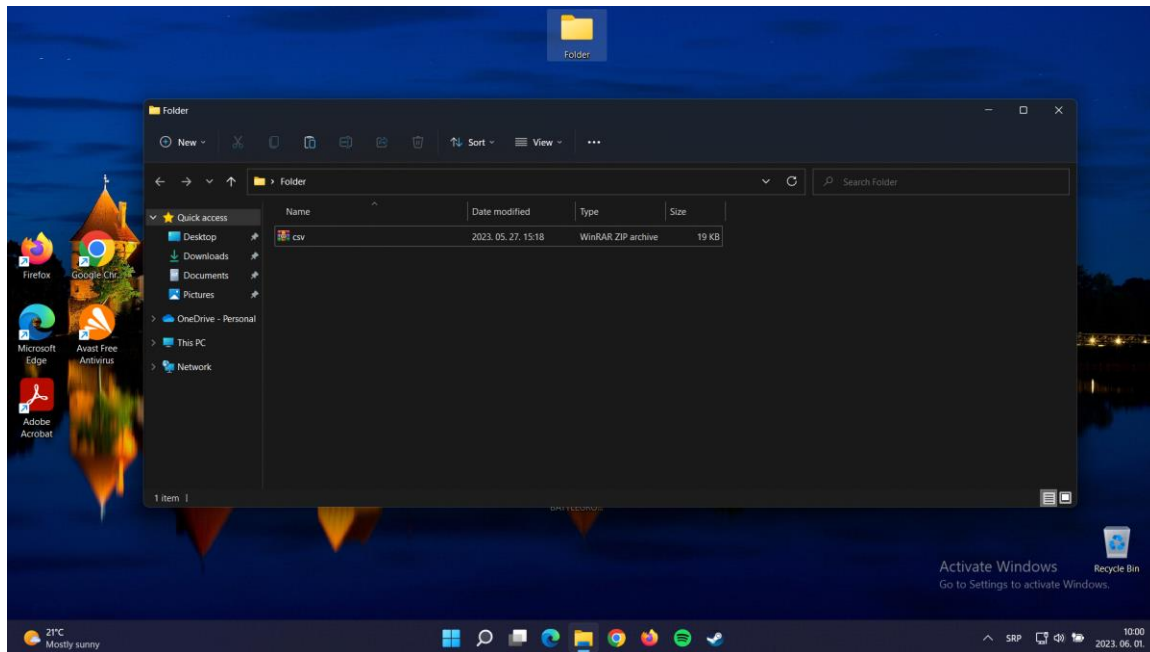 Folder
Folder
New
Sort
View
Folder
Search Folder
Quick access
Desktop
Downloads
Documents
Pictures
OneDrive - Personal
This PC
Network
Name Date modified Type Size
csv 2023. 05. 27. 15:18 WinRAR ZIP archive 19 KB
1 item
Firefox
Google Chr...
Microsoft
Edge
Avast Free
Antivirus
Adobe
Acrobat
Activate Windows
Go to Settings to activate Windows.
Recycle Bin
21°C
Mostly sunny
SRP
10:00
2023. 06. 01.